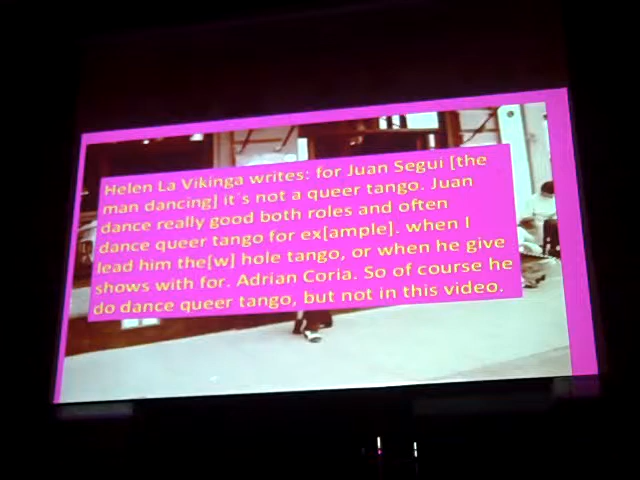 Helen La Vikinga writes: for Juan Segui [the
man dancing] it's not a queer tango. Juan
dance really good both roles and often
dance queer tango for ex[ample]. when I
lead him the[w] hole tango, or when he give
shows with for. Adrian Coria. So of course he
do dance queer tango, but not in this video.